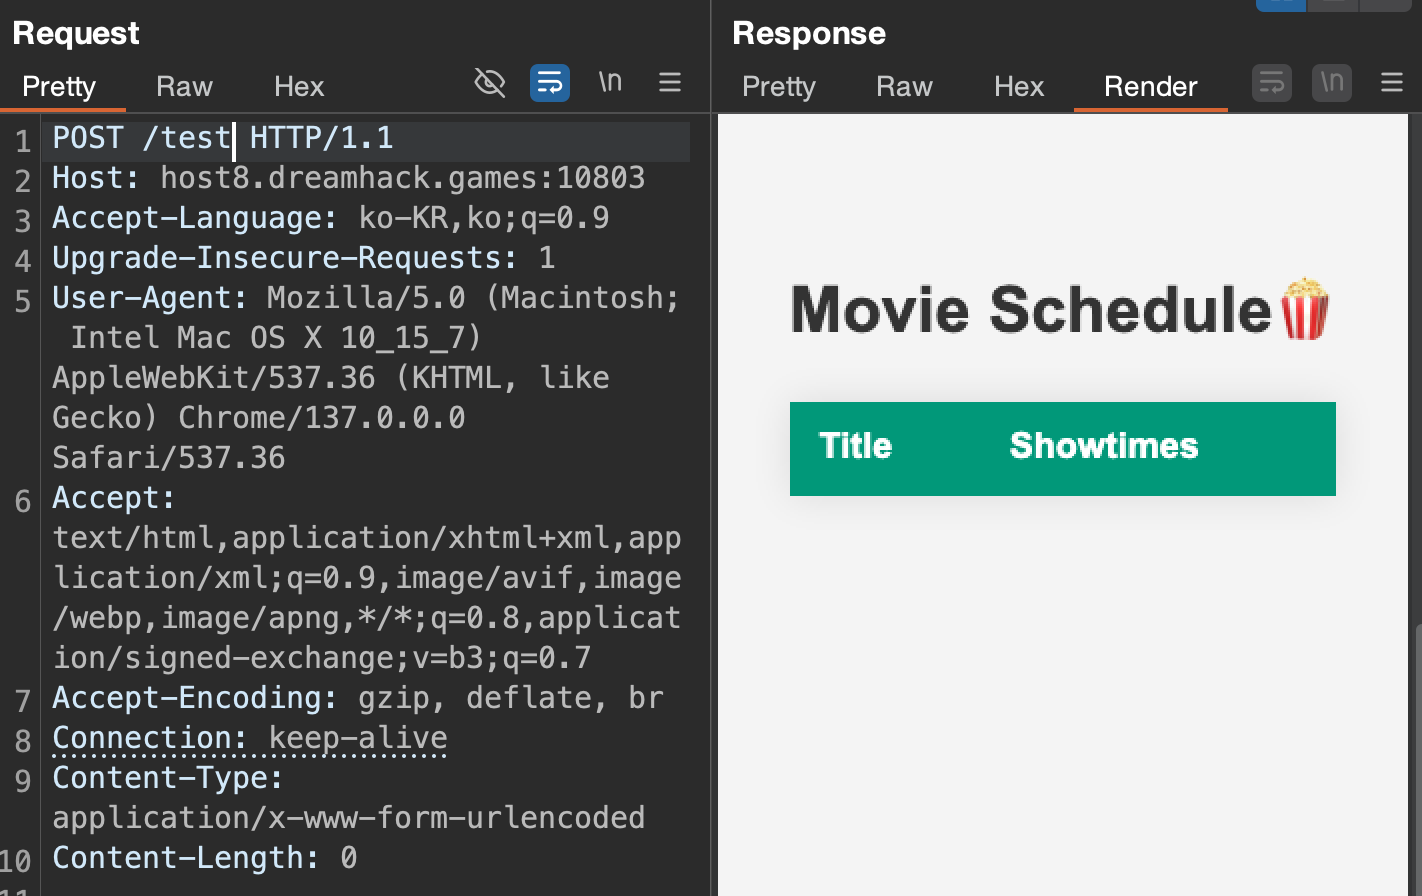 Request
Pretty Raw Hex \n
1 POST /test HTTP/1.1
2 Host: host8.dreamhack.games:10803
3 Accept-Language: ko-KR,ko;q=0.9
4 Upgrade-Insecure-Requests: 1
5 User-Agent: Mozilla/5.0 (Macintosh;
Intel Mac OS X 10_15_7)
AppleWebKit/537.36 (KHTML, like
Gecko) Chrome/137.0.0.0
Safari/537.36
6 Accept:
text/html,application/xhtml+xml,app
lication/xml;q=0.9,image/avif,image
/webp,image/apng,*/*;q=0.8,applicat
ion/signed-exchange;v=b3;q=0.7
7 Accept-Encoding: gzip, deflate, br
8 Connection: keep-alive
9 Content-Type:
application/x-www-form-urlencoded
10 Content-Length: 0
Response
Pretty Raw Hex Render \n
Movie Schedule🍿
Title Showtimes